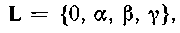 L = {0, α, β, γ},